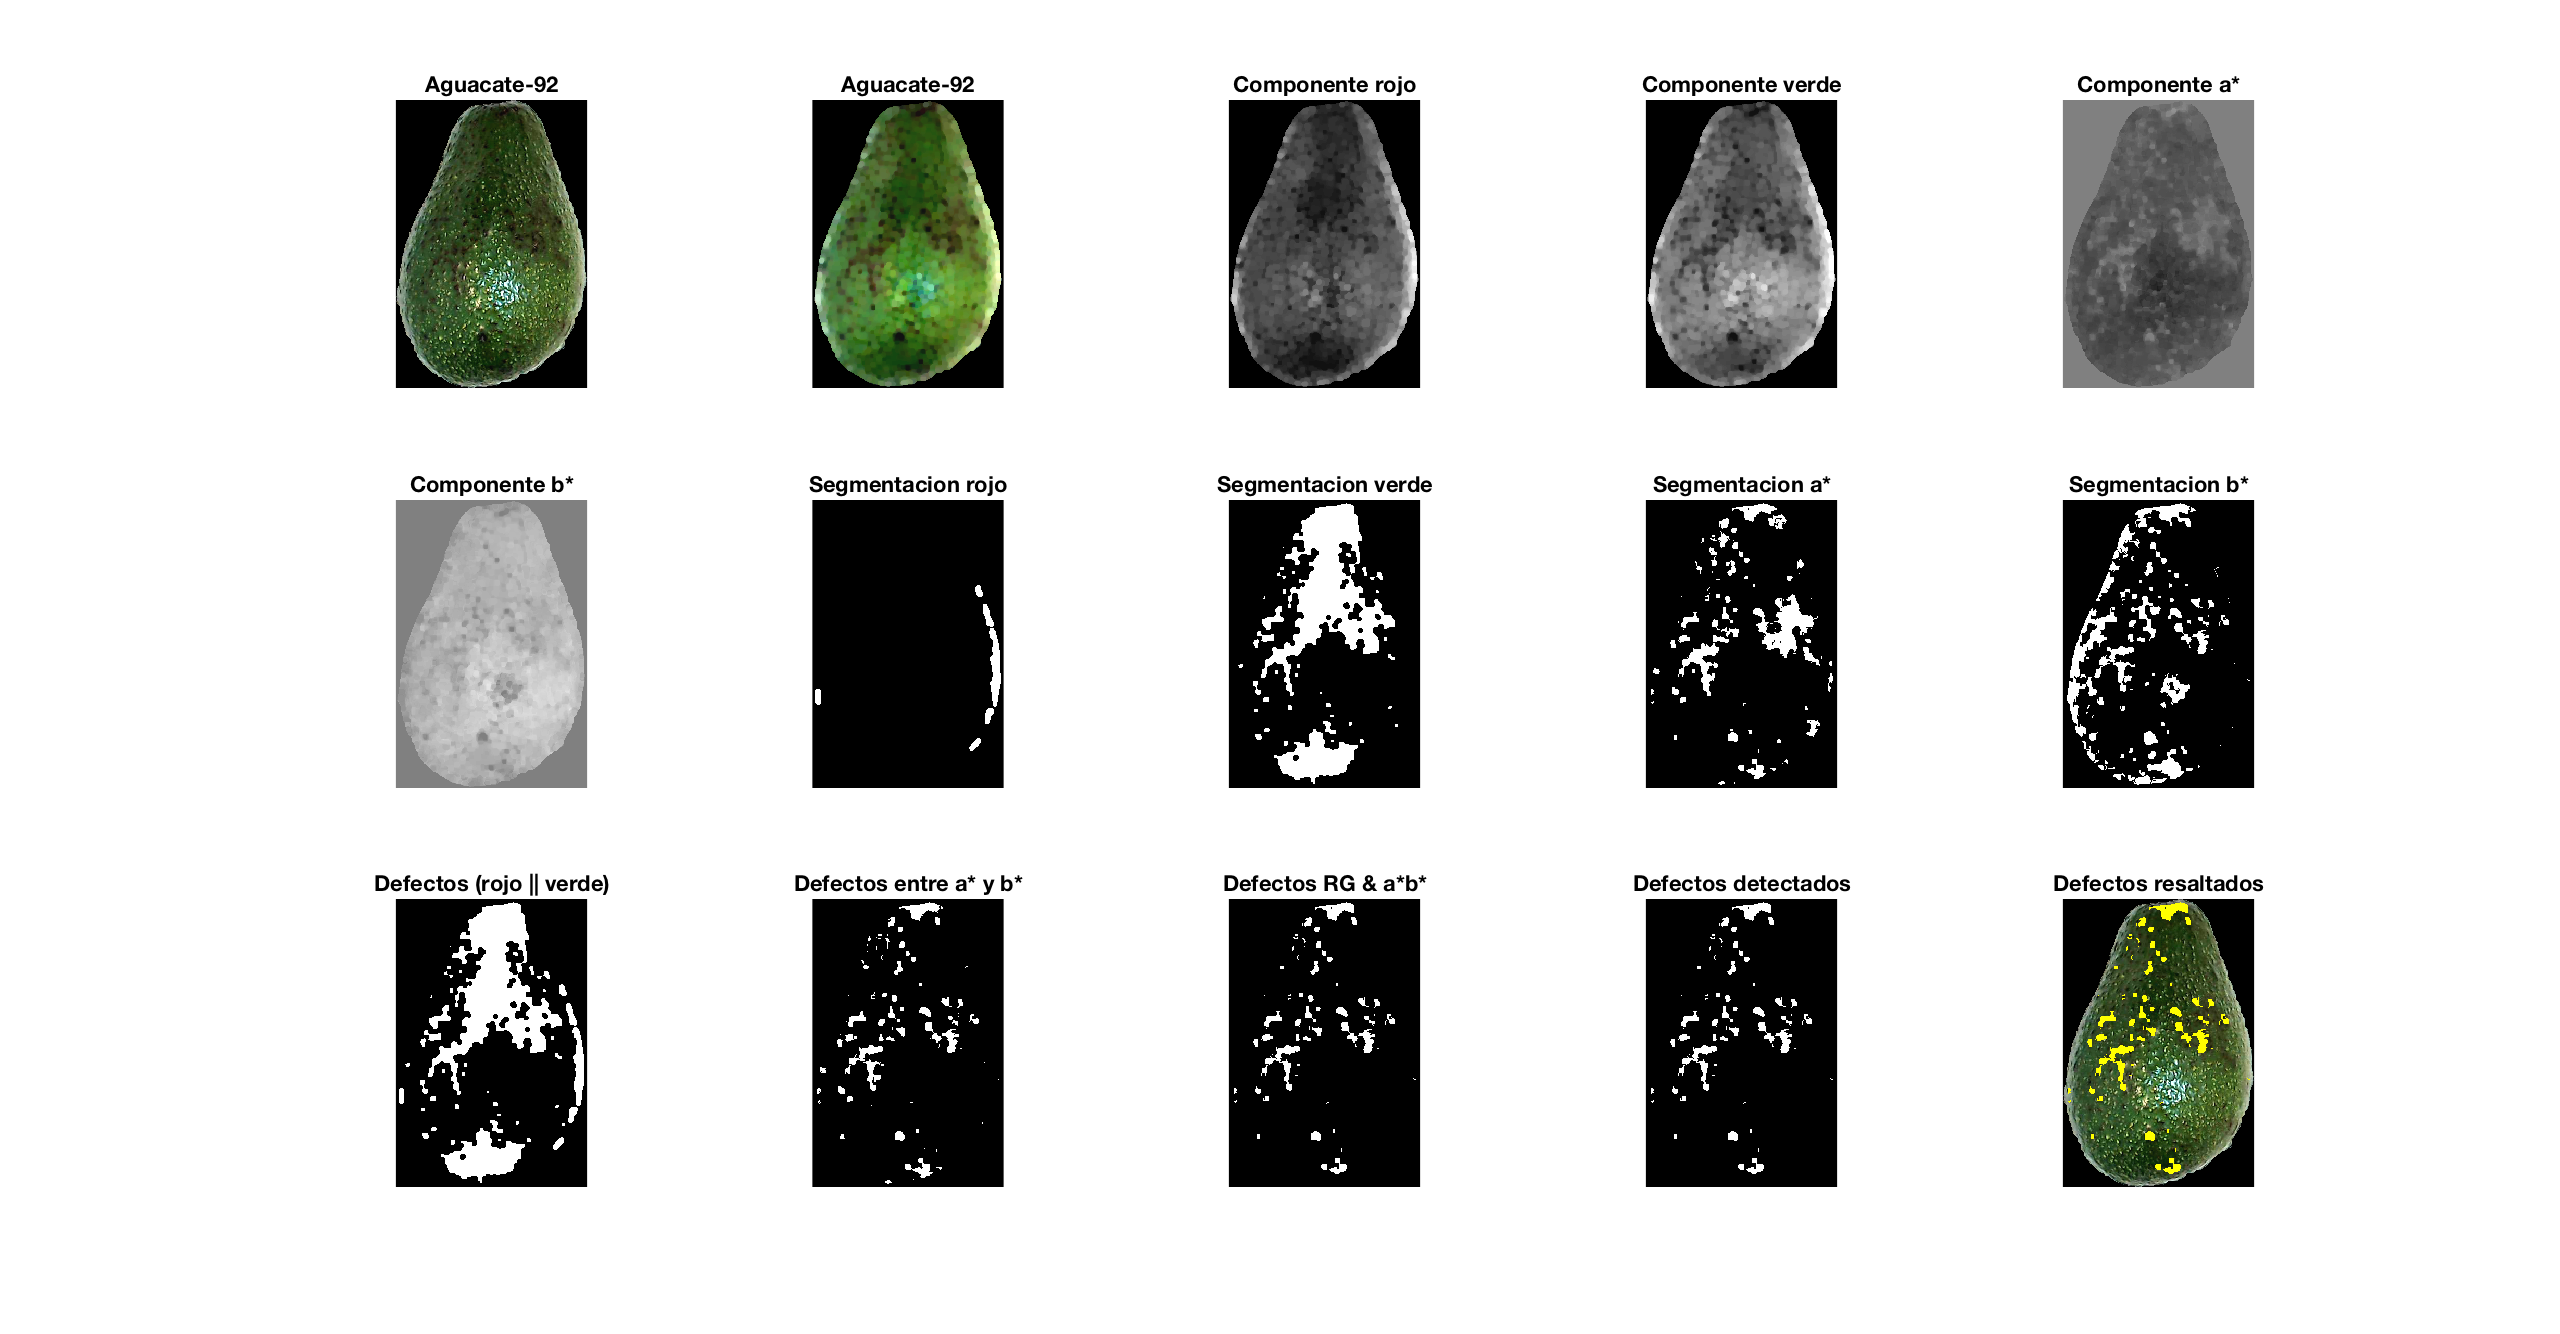 Aguacate-92
Aguacate-92
Componente rojo
Componente verde
Componente a*
Componente b*
Segmentacion rojo
Segmentacion verde
Segmentacion a*
Segmentacion b*
Defectos (rojo || verde)
Defectos entre a* y b*
Defectos RG & a*b*
Defectos detectados
Defectos resaltados